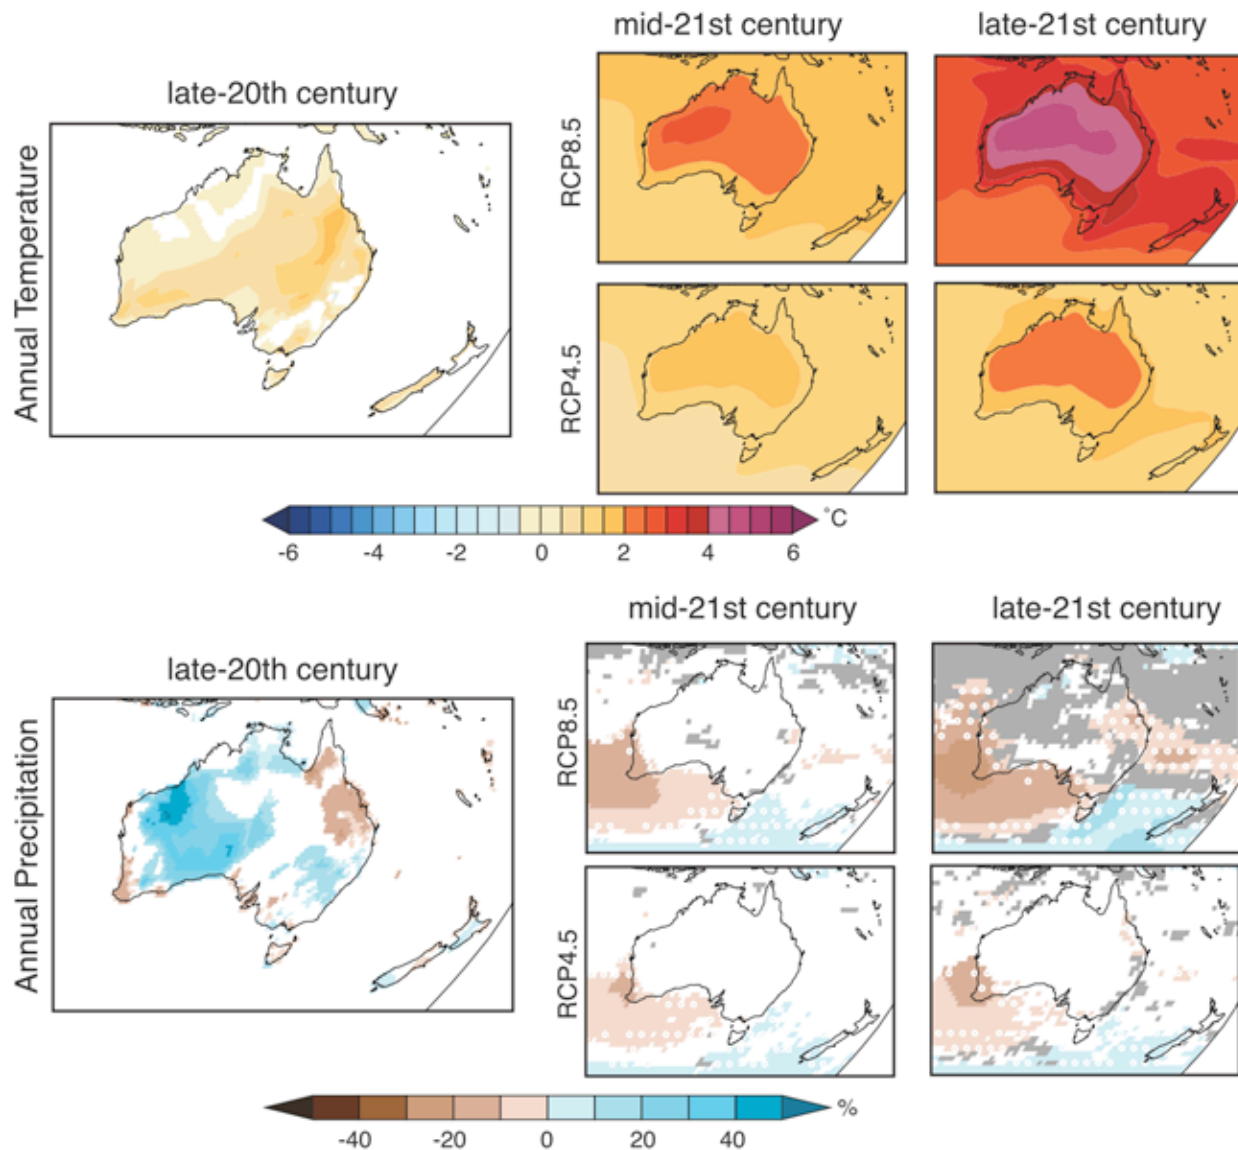 mid-21st century
late-21st century
late-20th century
Annual Temperature
RCP8.5
RCP4.5
-6 -4 -2 0 2 4 6 °C
mid-21st century
late-21st century
late-20th century
Annual Precipitation
RCP8.5
RCP4.5
7
-40 -20 0 20 40 %